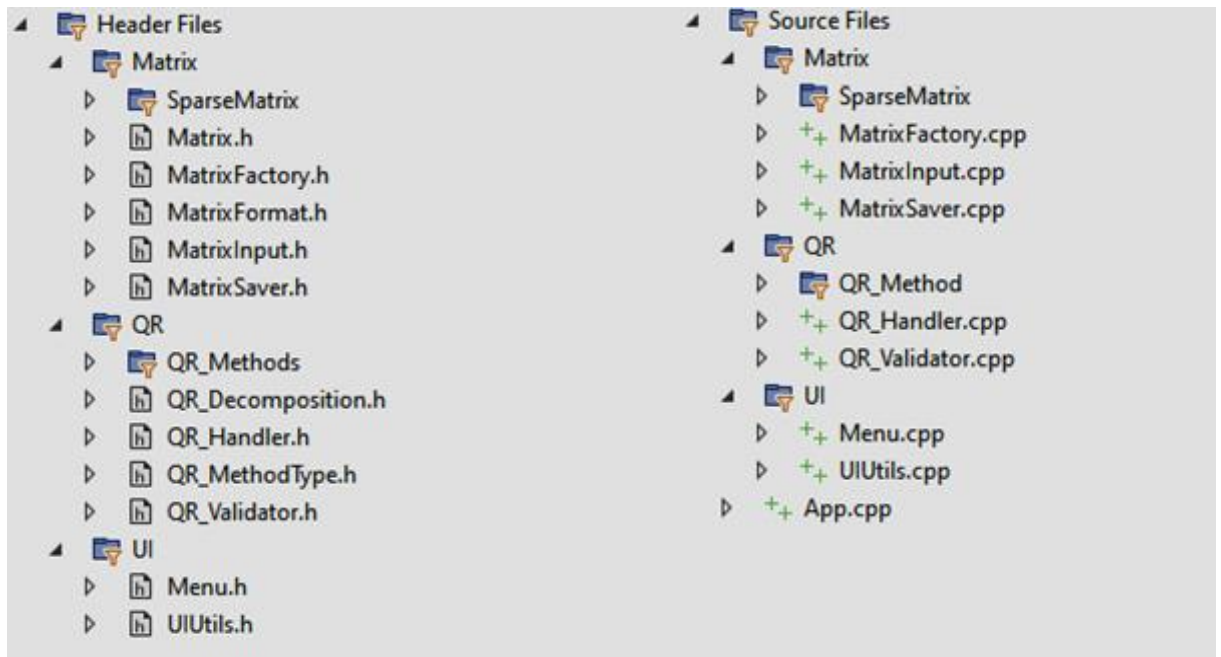 Header Files
Matrix
SparseMatrix
Matrix.h
MatrixFactory.h
MatrixFormat.h
MatrixInput.h
MatrixSaver.h
QR
QR_Methods
QR_Decomposition.h
QR_Handler.h
QR_MethodType.h
QR_Validator.h
UI
Menu.h
UIUtils.h
Source Files
Matrix
SparseMatrix
MatrixFactory.cpp
MatrixInput.cpp
MatrixSaver.cpp
QR
QR_Method
QR_Handler.cpp
QR_Validator.cpp
UI
Menu.cpp
UIUtils.cpp
App.cpp